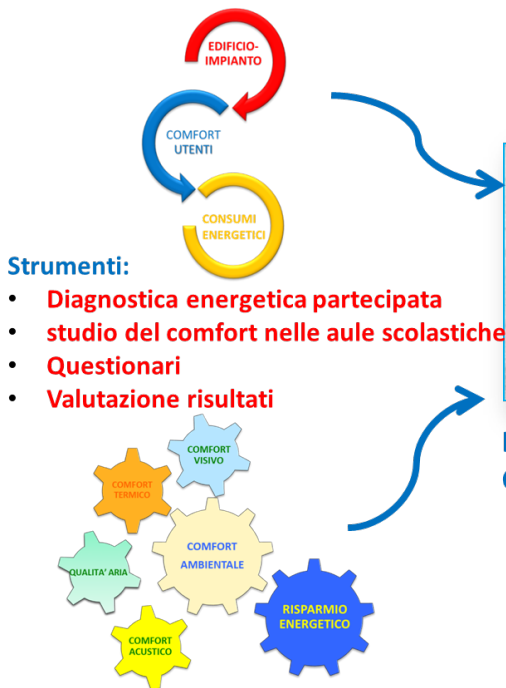 EDIFICIO-
IMPIANTO
COMFORT
UTENTI
CONSUMI
ENERGETICI
Strumenti:
• Diagnostica energetica partecipata
• studio del comfort nelle aule scolastiche
• Questionari
• Valutazione risultati
COMFORT
VISIVO
COMFORT
TERMICO
COMFORT
AMBIENTALE
QUALITA’ ARIA
RISPARMIO
ENERGETICO
COMFORT
ACUSTICO